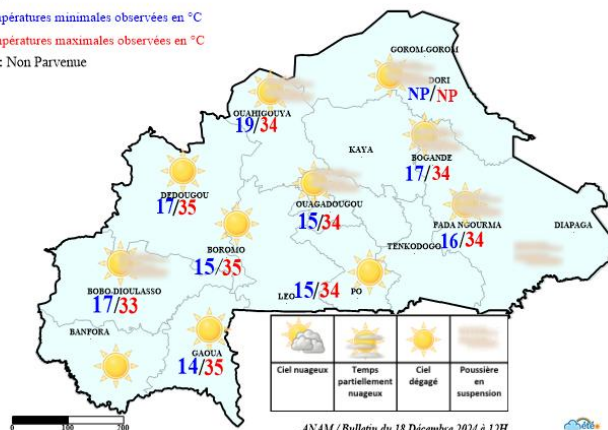 pératures minimales observées en °C
pératures maximales observées en °C
: Non Parvenue
GOROM-GOROM
DORI
NP/NP
OUAHIGOUYA
19/34
KAYA
BOGANDE
17/34
DEDOUGOU
17/35
OUAGADOUGOU
15/34
FADA NGOURMA
16/34
DIAPAGA
TENKODOGO
BOROMO
15/35
BOBO-DIOULASSO
17/33
LEO
15/34
PO
BANFORA
GAOUA
14/35
Ciel nuageux
Temps partiellement nuageux
Ciel dégagé
Poussière en suspension
0 100 200
ANAM / Bulletin du 18 Décembre 2024 à 12H